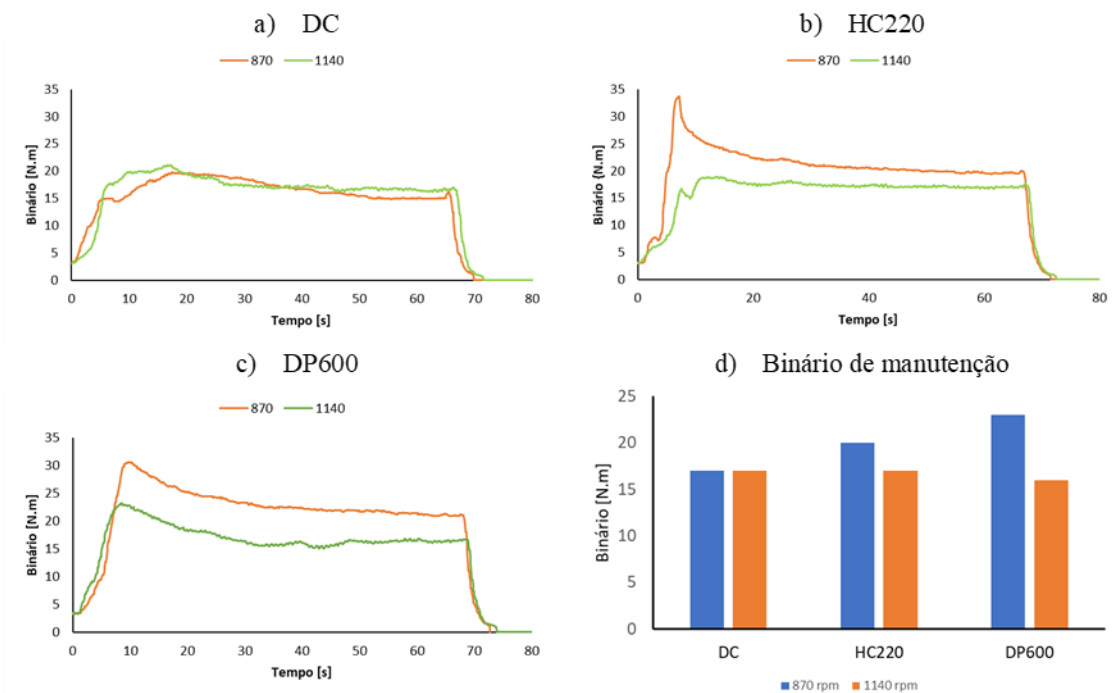 a) DC
870 1140
Binário [N.m]
35
30
25
20
15
10
5
0
0 10 20 30 40 50 60 70 80
Tempo [s]
b) HC220
870 1140
Binário [N.m]
35
30
25
20
15
10
5
0
0 20 40 60 80
Tempo [s]
c) DP600
870 1140
Binário [N.m]
35
30
25
20
15
10
5
0
0 10 20 30 40 50 60 70 80
Tempo [s]
d) Binário de manutenção
Binário [N.m]
25
20
15
10
5
0
DC HC220 DP600
870 rpm 1140 rpm